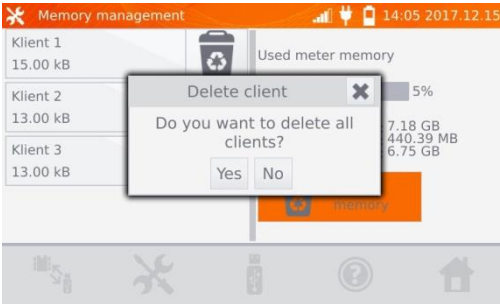 Memory management
14:05 2017.12.15
Klient 1
15.00 kB
Klient 2
13.00 kB
Klient 3
13.00 kB
Used meter memory
5%
7.18 GB
440.39 MB
6.75 GB
memory
Delete client
Do you want to delete all
clients?
Yes No